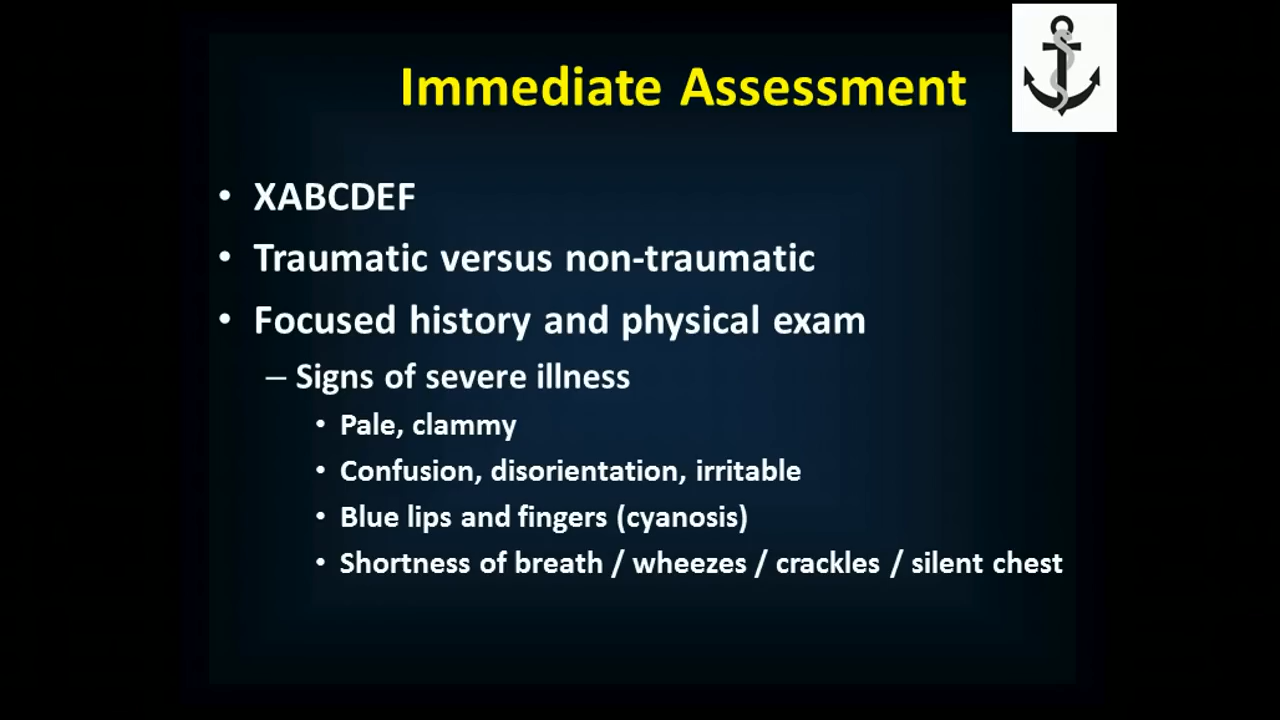 Immediate Assessment
• XABCDEF
• Traumatic versus non-traumatic
• Focused history and physical exam
– Signs of severe illness
• Pale, clammy
• Confusion, disorientation, irritable
• Blue lips and fingers (cyanosis)
• Shortness of breath / wheezes / crackles / silent chest